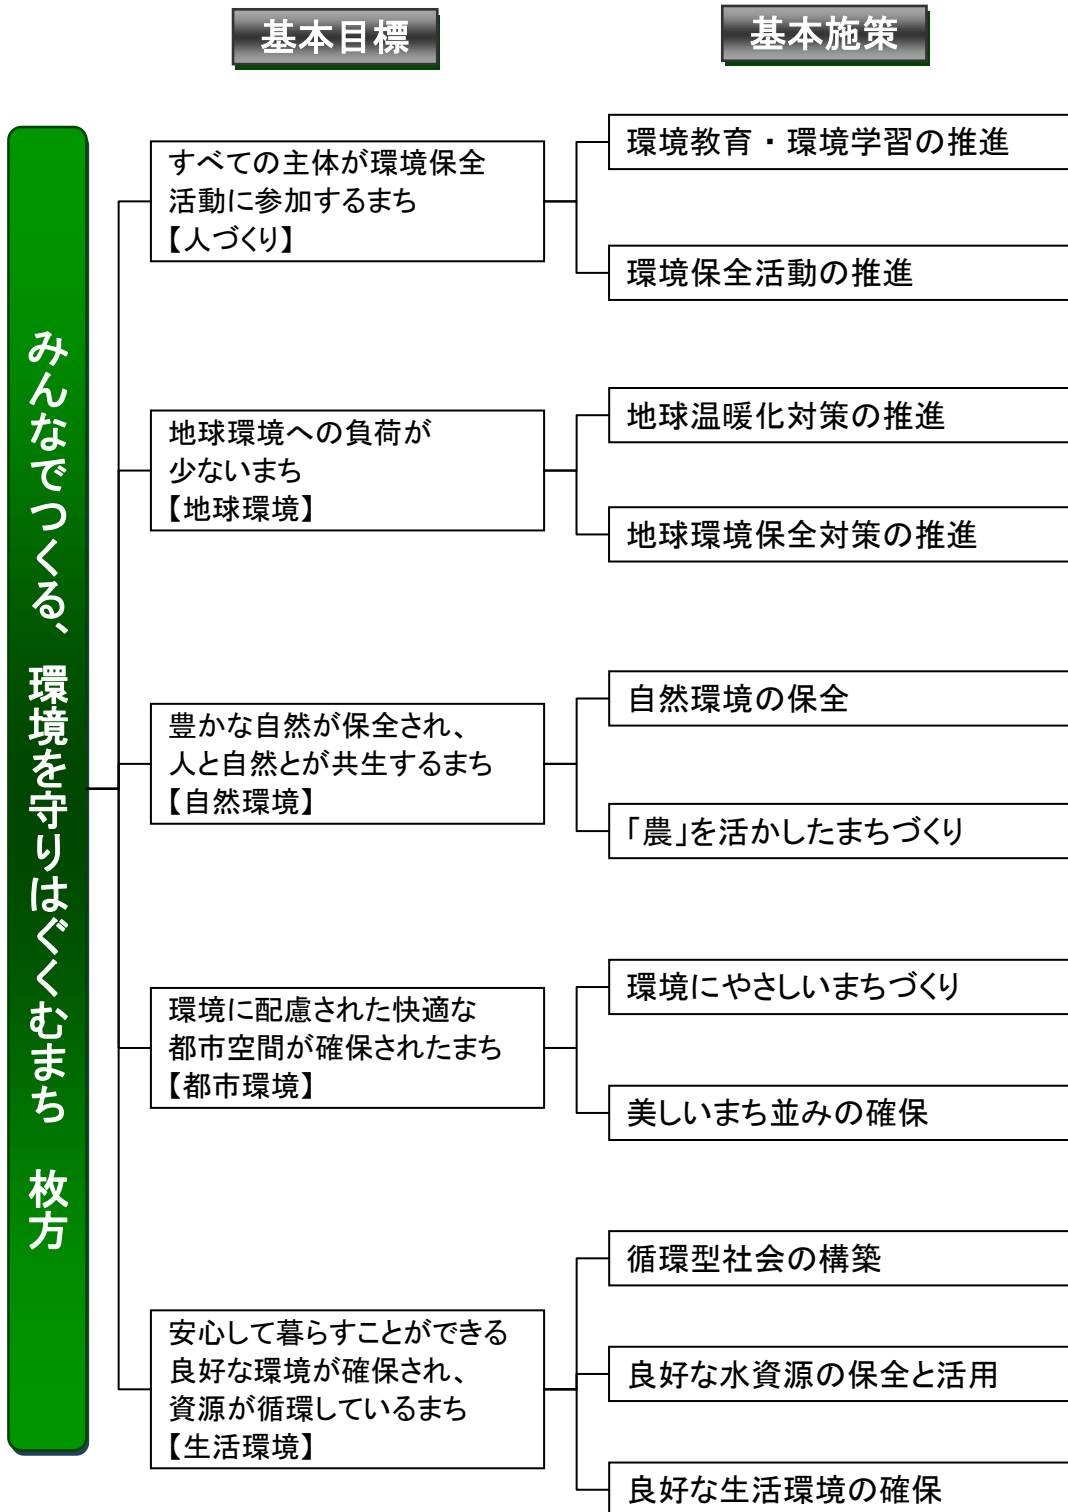 基本目標
基本施策
みんなでつくる、環境を守りはぐくむまち　枚方
すべての主体が環境保全
活動に参加するまち
【人づくり】
環境教育・環境学習の推進
環境保全活動の推進
地球環境への負荷が
少ないまち
【地球環境】
地球温暖化対策の推進
地球環境保全対策の推進
豊かな自然が保全され、
人と自然とが共生するまち
【自然環境】
自然環境の保全
「農」を活かしたまちづくり
環境に配慮された快適な
都市空間が確保されたまち
【都市環境】
環境にやさしいまちづくり
美しいまち並みの確保
安心して暮らすことができる
良好な環境が確保され、
資源が循環しているまち
【生活環境】
循環型社会の構築
良好な水資源の保全と活用
良好な生活環境の確保